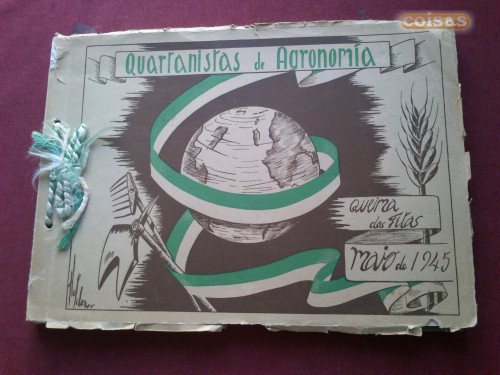 coisas
Quartanistas de Agronomia
Queima
das Fitas
maio de 1945